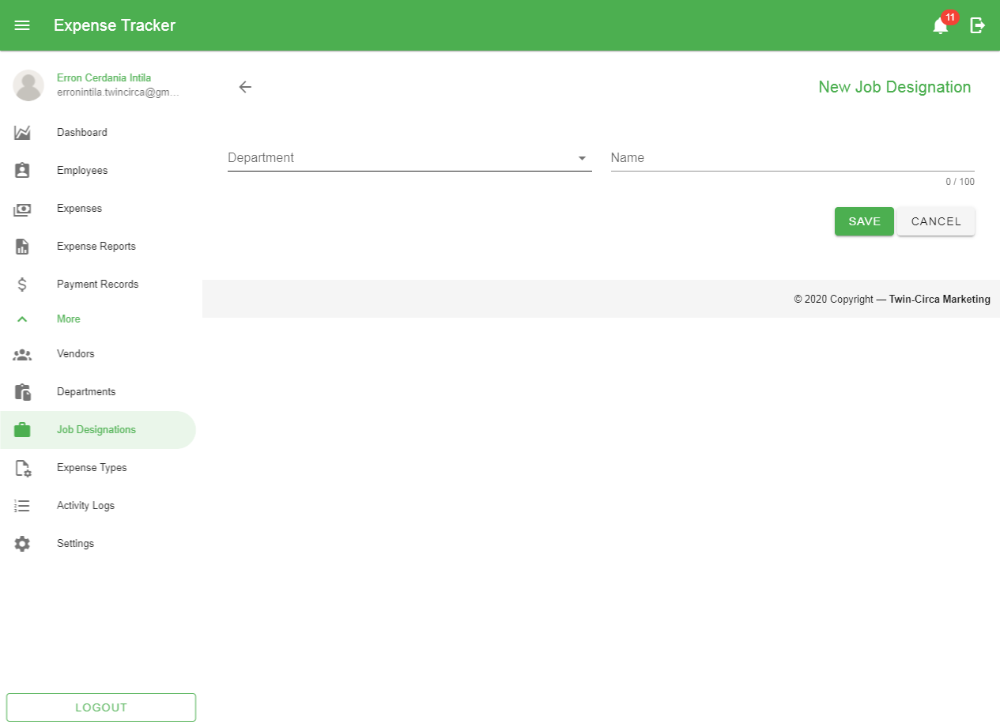 Expense Tracker
11
Erron Cerdania Intila
erronintila.twincirca@gm...
New Job Designation
Dashboard
Employees
Expenses
Expense Reports
Payment Records
More
Vendors
Departments
Job Designations
Expense Types
Activity Logs
Settings
LOGOUT
Department
Name
0 / 100
SAVE
CANCEL
© 2020 Copyright — Twin-Circa Marketing